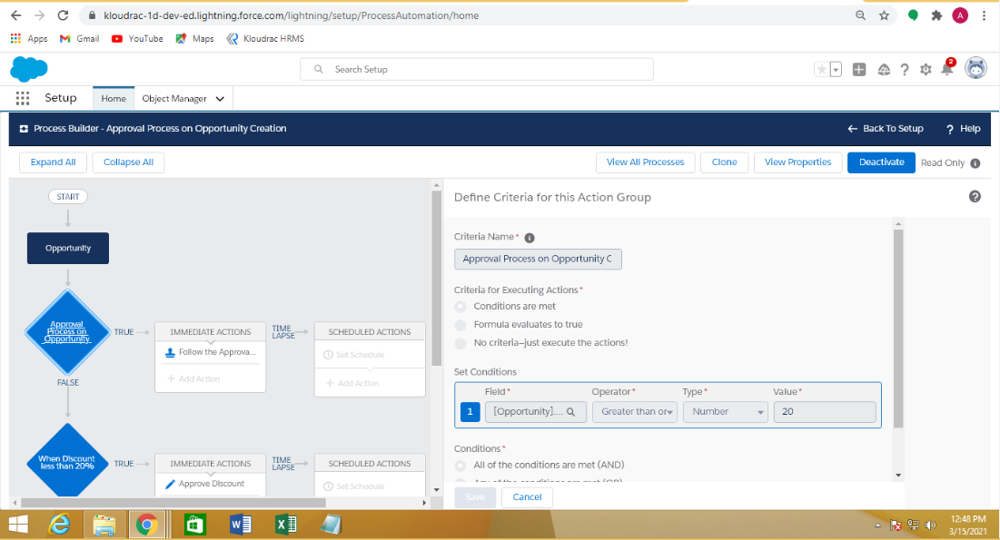 kloudrac-1d-dev-ed.lightning.force.com/lightning/setup/ProcessAutomation/home
A
Apps Gmail YouTube Maps Kloudrac HRMS
Search Setup
2
Setup Home Object Manager
Process Builder - Approval Process on Opportunity Creation
Back To Setup ? Help
Expand All Collapse All View All Processes Clone View Properties Deactivate Read Only
START
Opportunity
Approval
Process on
Opportunity
TRUE
FALSE
IMMEDIATE ACTIONS
Follow the Approva...
+ Add Action
TIME
LAPSE
SCHEDULED ACTIONS
Set Schedule
+ Add Action
When Discount
less than 20%
TRUE
IMMEDIATE ACTIONS
Approve Discount
TIME
LAPSE
SCHEDULED ACTIONS
Set Schedule
Define Criteria for this Action Group
Criteria Name*
Approval Process on Opportunity C
Criteria for Executing Actions*
Conditions are met
Formula evaluates to true
No criteria–just execute the actions!
Set Conditions
Field* Operator* Type* Value*
1 [Opportunity].... Greater than or Number 20
Conditions*
All of the conditions are met (AND)
Any of the conditions are met (OR)
Save Cancel
12:48 PM
3/15/2021